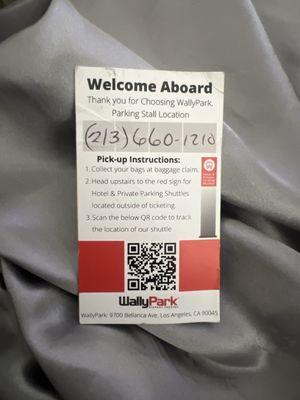 Welcome Aboard
Thank you for Choosing WallyPark.
Parking Stall Location
(213) 660-1210
Pick-up Instructions:
1. Collect your bags at baggage claim.
2. Head upstairs to the red sign for
Hotel & Private Parking Shuttles
located outside of ticketing.
3. Scan the below QR code to track
the location of our shuttle
WallyPark
WallyPark: 9700 Bellanca Ave. Los Angeles, CA 90045